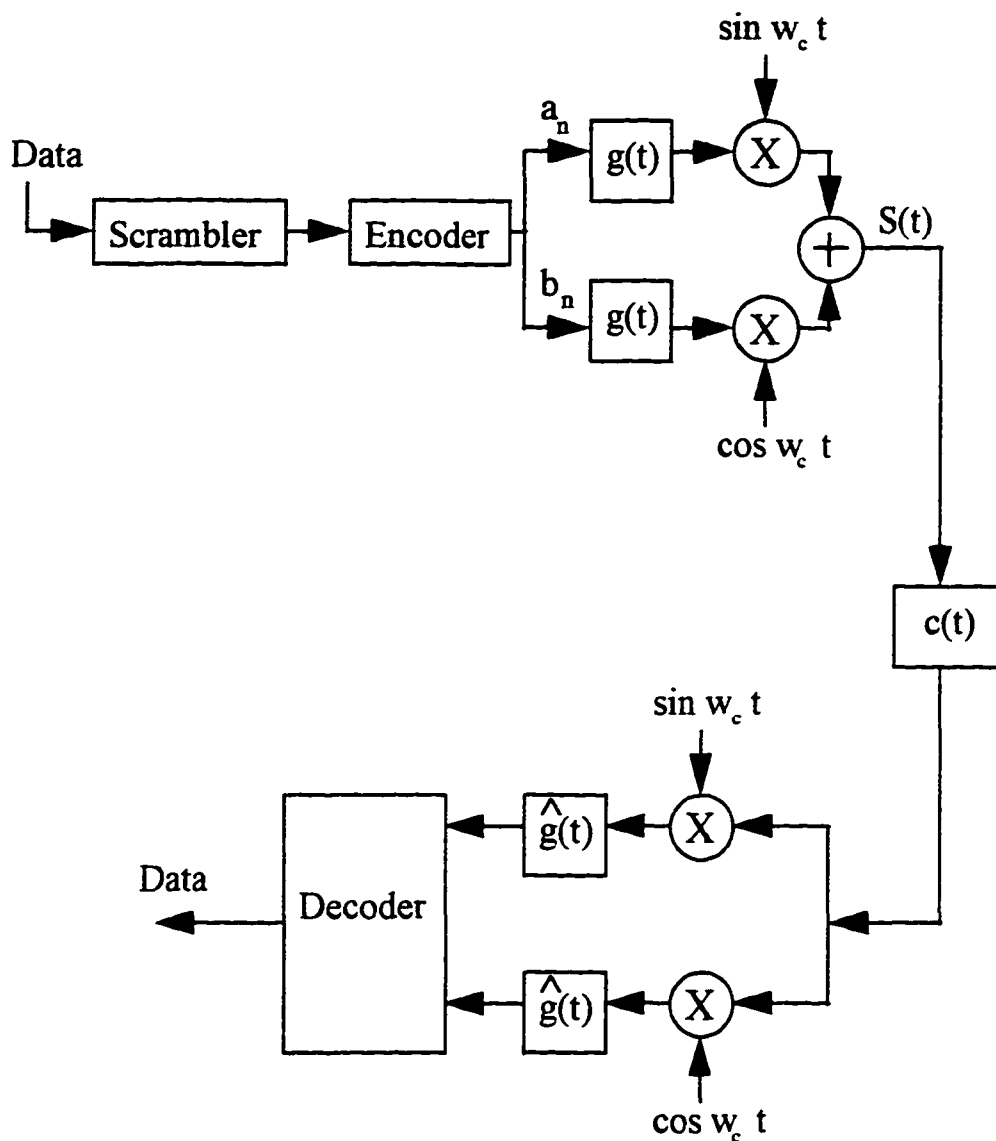 sin w_c t
a_n
Data
g(t)
X
Scrambler
Encoder
S(t)
+
b_n
g(t)
X
cos w_c t
c(t)
sin w_c t
ĝ(t)
X
Data
Decoder
ĝ(t)
X
cos w_c t